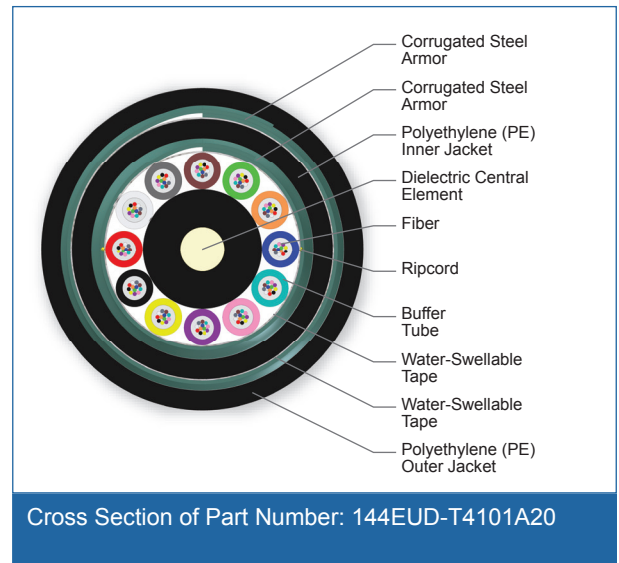 Corrugated Steel
Armor
Corrugated Steel
Armor
Polyethylene (PE)
Inner Jacket
Dielectric Central
Element
Fiber
Ripcord
Buffer
Tube
Water-Swellable
Tape
Water-Swellable
Tape
Polyethylene (PE)
Outer Jacket
Cross Section of Part Number: 144EUD-T4101A20